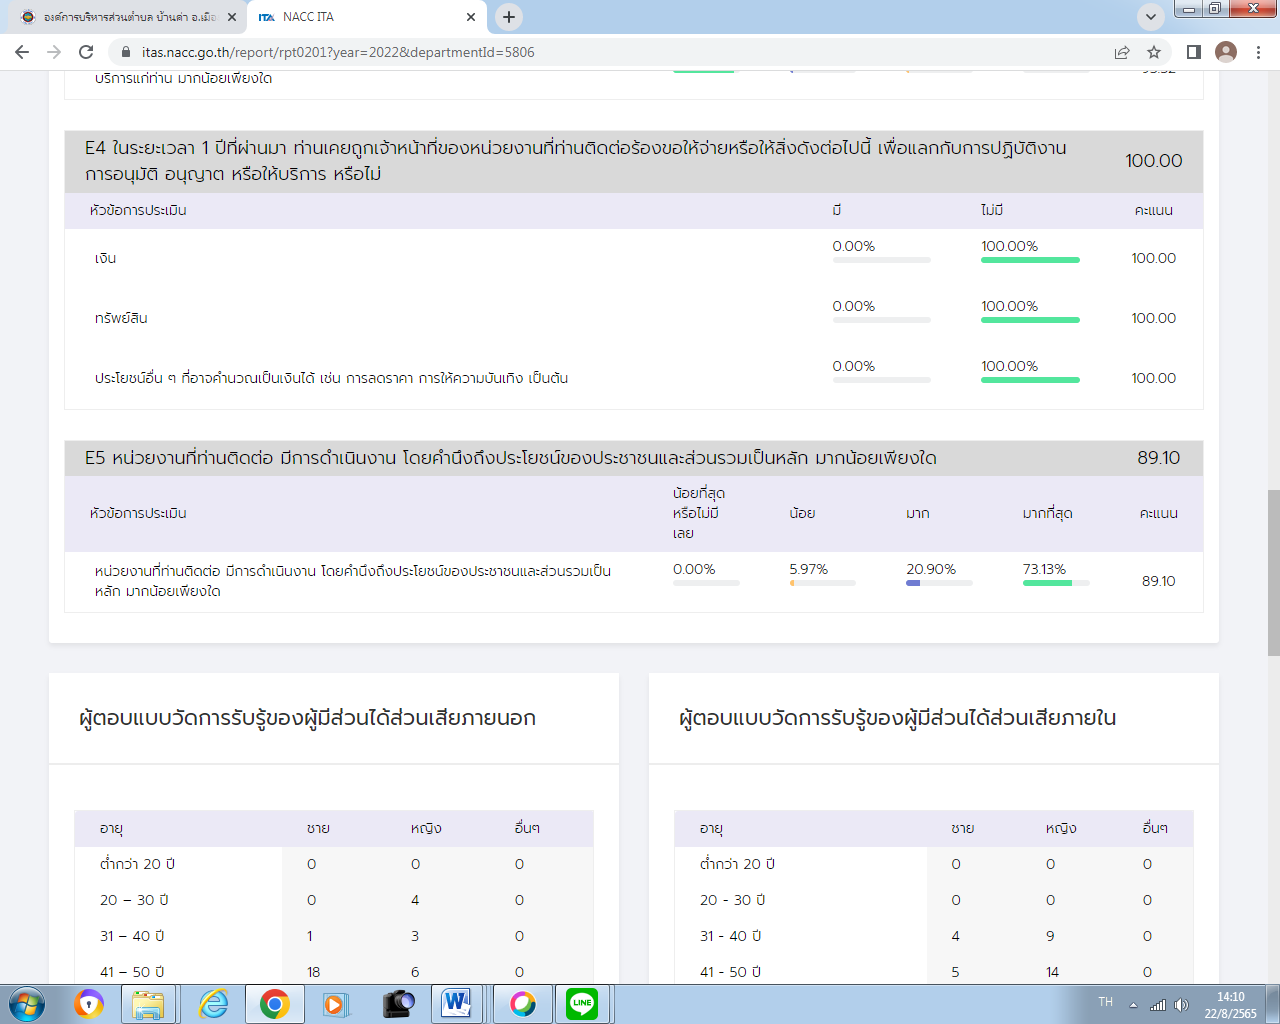 องค์การบริหารส่วนตำบล บ้านค่า อ.เมือ
NACC ITA
itas.nacc.go.th/report/rpt0201?year=2022&departmentId=5806
บริการแก่ท่าน มากน้อยเพียงใด
E4 ในระยะเวลา 1 ปีที่ผ่านมา ท่านเคยถูกเจ้าหน้าที่ของหน่วยงานที่ท่านติดต่อร้องขอให้จ่ายหรือให้สิ่งดังต่อไปนี้ เพื่อแลกกับการปฏิบัติงาน
การอนุมัติ อนุญาต หรือให้บริการ หรือไม่ 100.00
หัวข้อการประเมิน มี ไม่มี คะแนน
เงิน 0.00% 100.00% 100.00
ทรัพย์สิน 0.00% 100.00% 100.00
ประโยชน์อื่น ๆ ที่อาจคำนวณเป็นเงินได้ เช่น การลดราคา การให้ความบันเทิง เป็นต้น 0.00% 100.00% 100.00
E5 หน่วยงานที่ท่านติดต่อ มีการดำเนินงาน โดยคำนึงถึงประโยชน์ของประชาชนและส่วนรวมเป็นหลัก มากน้อยเพียงใด 89.10
น้อยที่สุด
หัวข้อการประเมิน หรือไม่มี น้อย มาก มากที่สุด คะแนน
เลย
หน่วยงานที่ท่านติดต่อ มีการดำเนินงาน โดยคำนึงถึงประโยชน์ของประชาชนและส่วนรวมเป็น 0.00% 5.97% 20.90% 73.13% 89.10
หลัก มากน้อยเพียงใด
ผู้ตอบแบบวัดการรับรู้ของผู้มีส่วนได้ส่วนเสียภายนอก
อายุ ชาย หญิง อื่นๆ
ต่ำกว่า 20 ปี 0 0 0
20 – 30 ปี 0 4 0
31 – 40 ปี 1 3 0
41 – 50 ปี 18 6 0
ผู้ตอบแบบวัดการรับรู้ของผู้มีส่วนได้ส่วนเสียภายใน
อายุ ชาย หญิง อื่นๆ
ต่ำกว่า 20 ปี 0 0 0
20 - 30 ปี 0 0 0
31 - 40 ปี 4 9 0
41 - 50 ปี 5 14 0
LINE
TH
14:10
22/8/2565